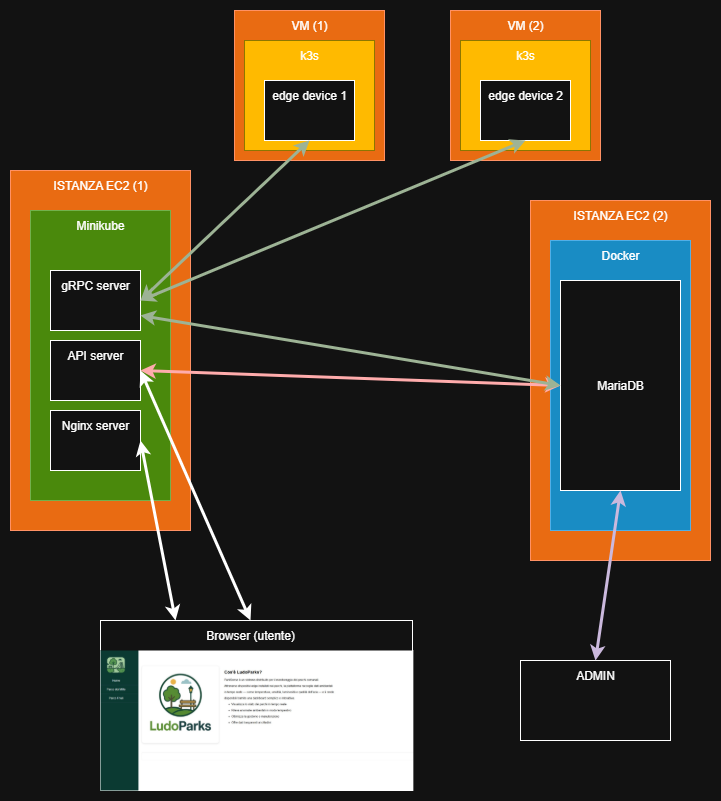 VM (1)
k3s
edge device 1
VM (2)
k3s
edge device 2
ISTANZA EC2 (1)
Minikube
gRPC server
API server
Nginx server
ISTANZA EC2 (2)
Docker
MariaDB
Browser (utente)
Cos'è LudoParks?
LudoParks
ADMIN